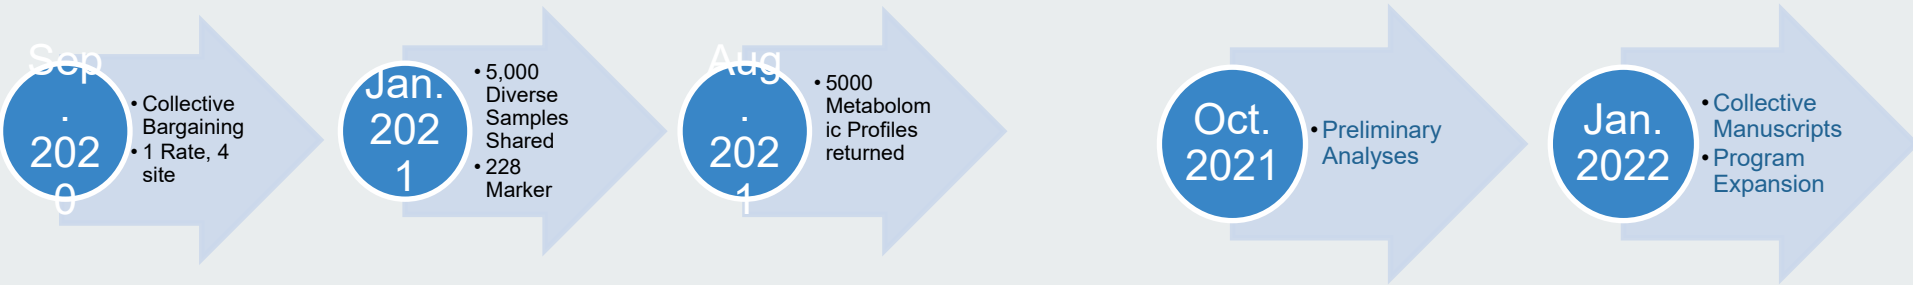 Sep
.
202
0
• Collective
Bargaining
• 1 Rate, 4
site
Jan.
202
1
• 5,000
Diverse
Samples
Shared
• 228
Marker
Aug
.
202
1
• 5000
Metabolom
ic Profiles
returned
Oct.
2021
• Preliminary
Analyses
Jan.
2022
• Collective
Manuscripts
• Program
Expansion